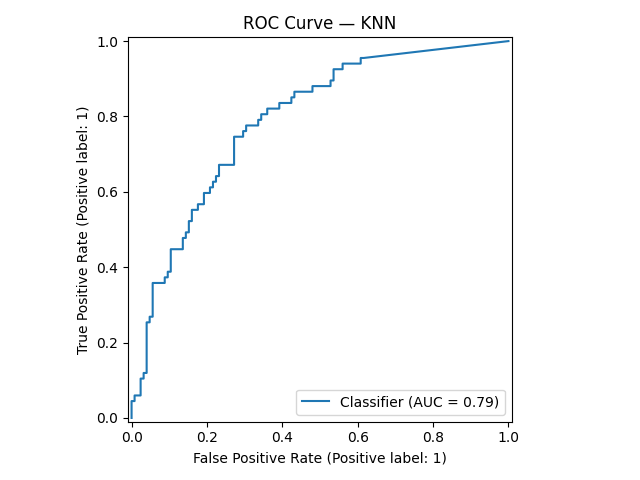 ROC Curve — KNN
1.0
0.8
0.6
0.4
0.2
0.0
True Positive Rate (Positive label: 1)
Classifier (AUC = 0.79)
0.0 0.2 0.4 0.6 0.8 1.0
False Positive Rate (Positive label: 1)